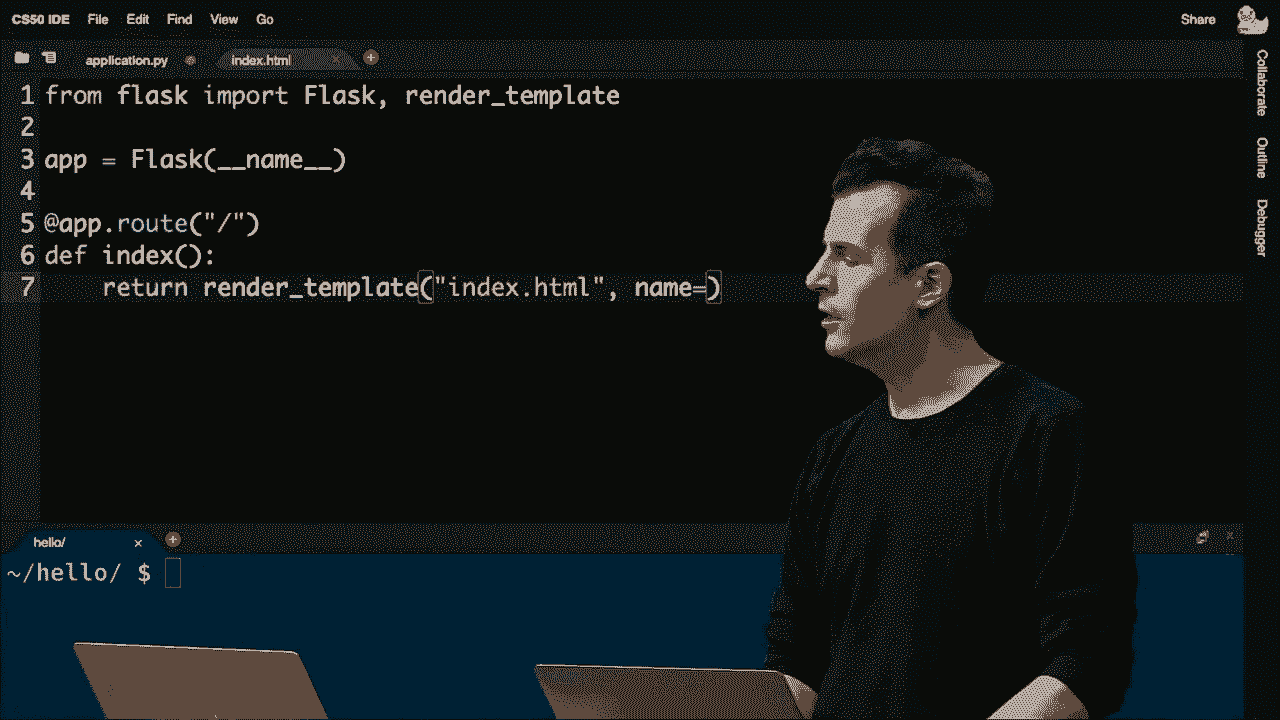 CS50 IDE File Edit Find View Go Share
application.py index.html
1 from flask import Flask, render_template
2
3 app = Flask(__name__)
4
5 @app.route("/")
6 def index():
7 return render_template("index.html", name=)
Collaborate
Outline
Debugger
hello/
~/hello/ $